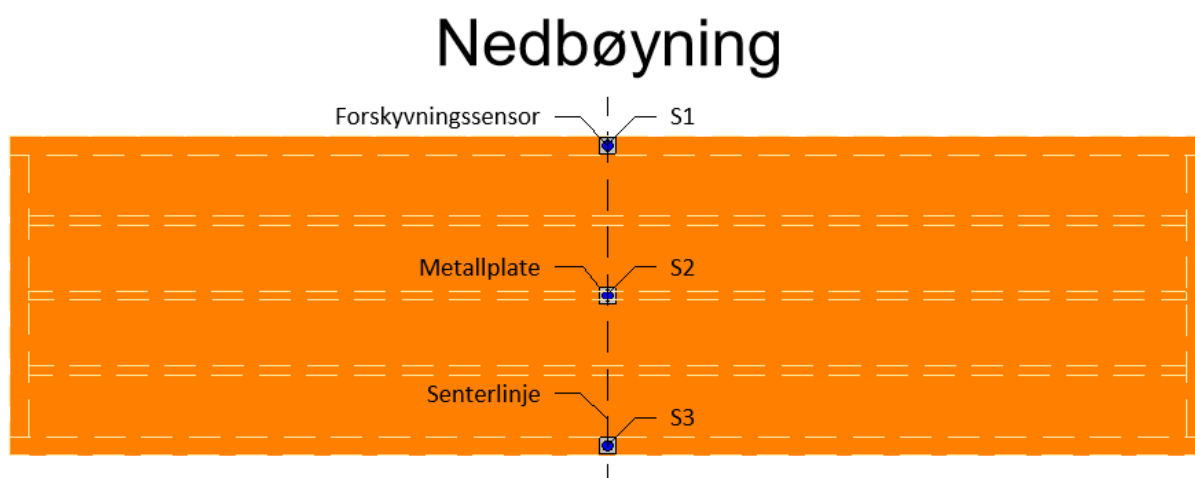 Nedbøyning
Forskyvningssensor
S1
Metallplate
S2
Senterlinje
S3